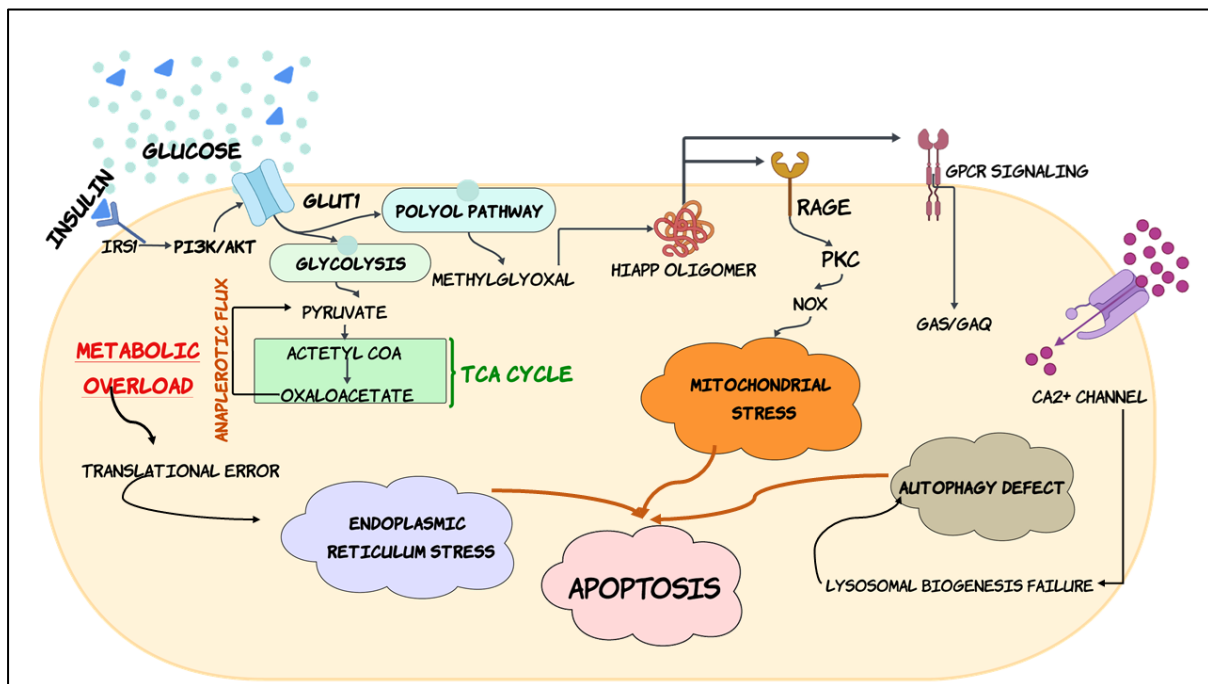 GLUCOSE
INSULIN
IRS1
PI3K/AKT
GLUT1
POLYOL PATHWAY
GLYCOLYSIS
METHYLGLYOXAL
HIAPP OLIGOMER
RAGE
PKC
NOX
GPCR SIGNALING
GAS/GAQ
CA2+ CHANNEL
ANAPLEROTIC FLUX
PYRUVATE
ACTETYL COA
OXALOACETATE
TCA CYCLE
METABOLIC
OVERLOAD
TRANSLATIONAL ERROR
ENDOPLASMIC
RETICULUM STRESS
MITOCHONDRIAL
STRESS
APOPTOSIS
AUTOPHAGY DEFECT
LYSOSOMAL BIOGENESIS FAILURE